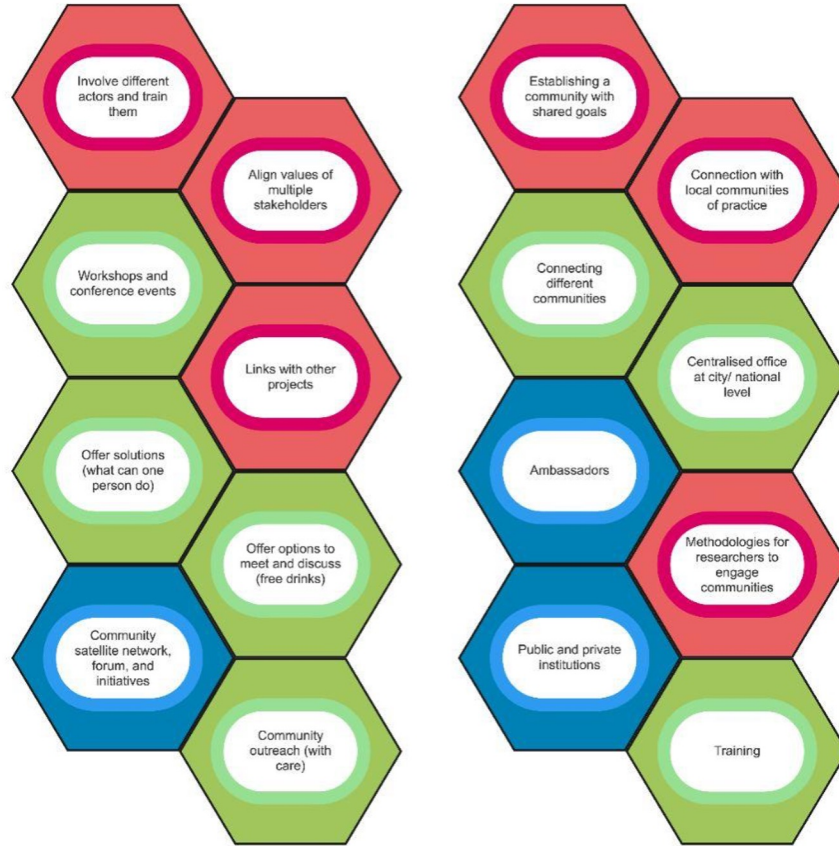 Involve different
actors and train
them
Align values of
multiple
stakeholders
Workshops and
conference events
Links with other
projects
Offer solutions
(what can one
person do)
Offer options to
meet and discuss
(free drinks)
Community
satellite network,
forum, and
initiatives
Community
outreach (with
care)
Establishing a
community with
shared goals
Connection with
local communities
of practice
Connecting
different
communities
Centralised office
at city/ national
level
Ambassadors
Methodologies for
researchers to
engage
communities
Public and private
institutions
Training